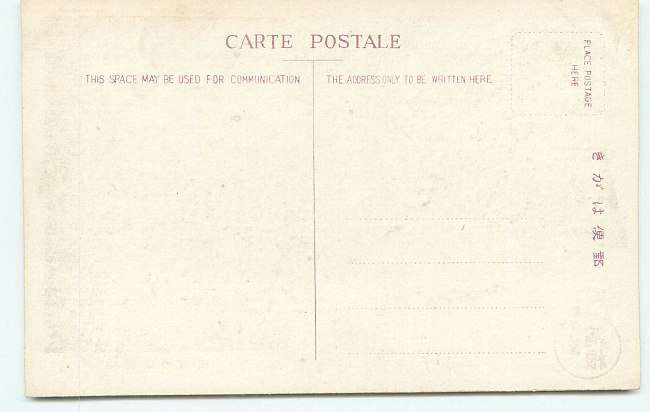 CARTE POSTALE
THIS SPACE MAY BE USED FOR COMMUNICATION
THE ADDRESS ONLY TO BE WRITTEN HERE
PLACE POSTAGE
HERE
きがは便郵